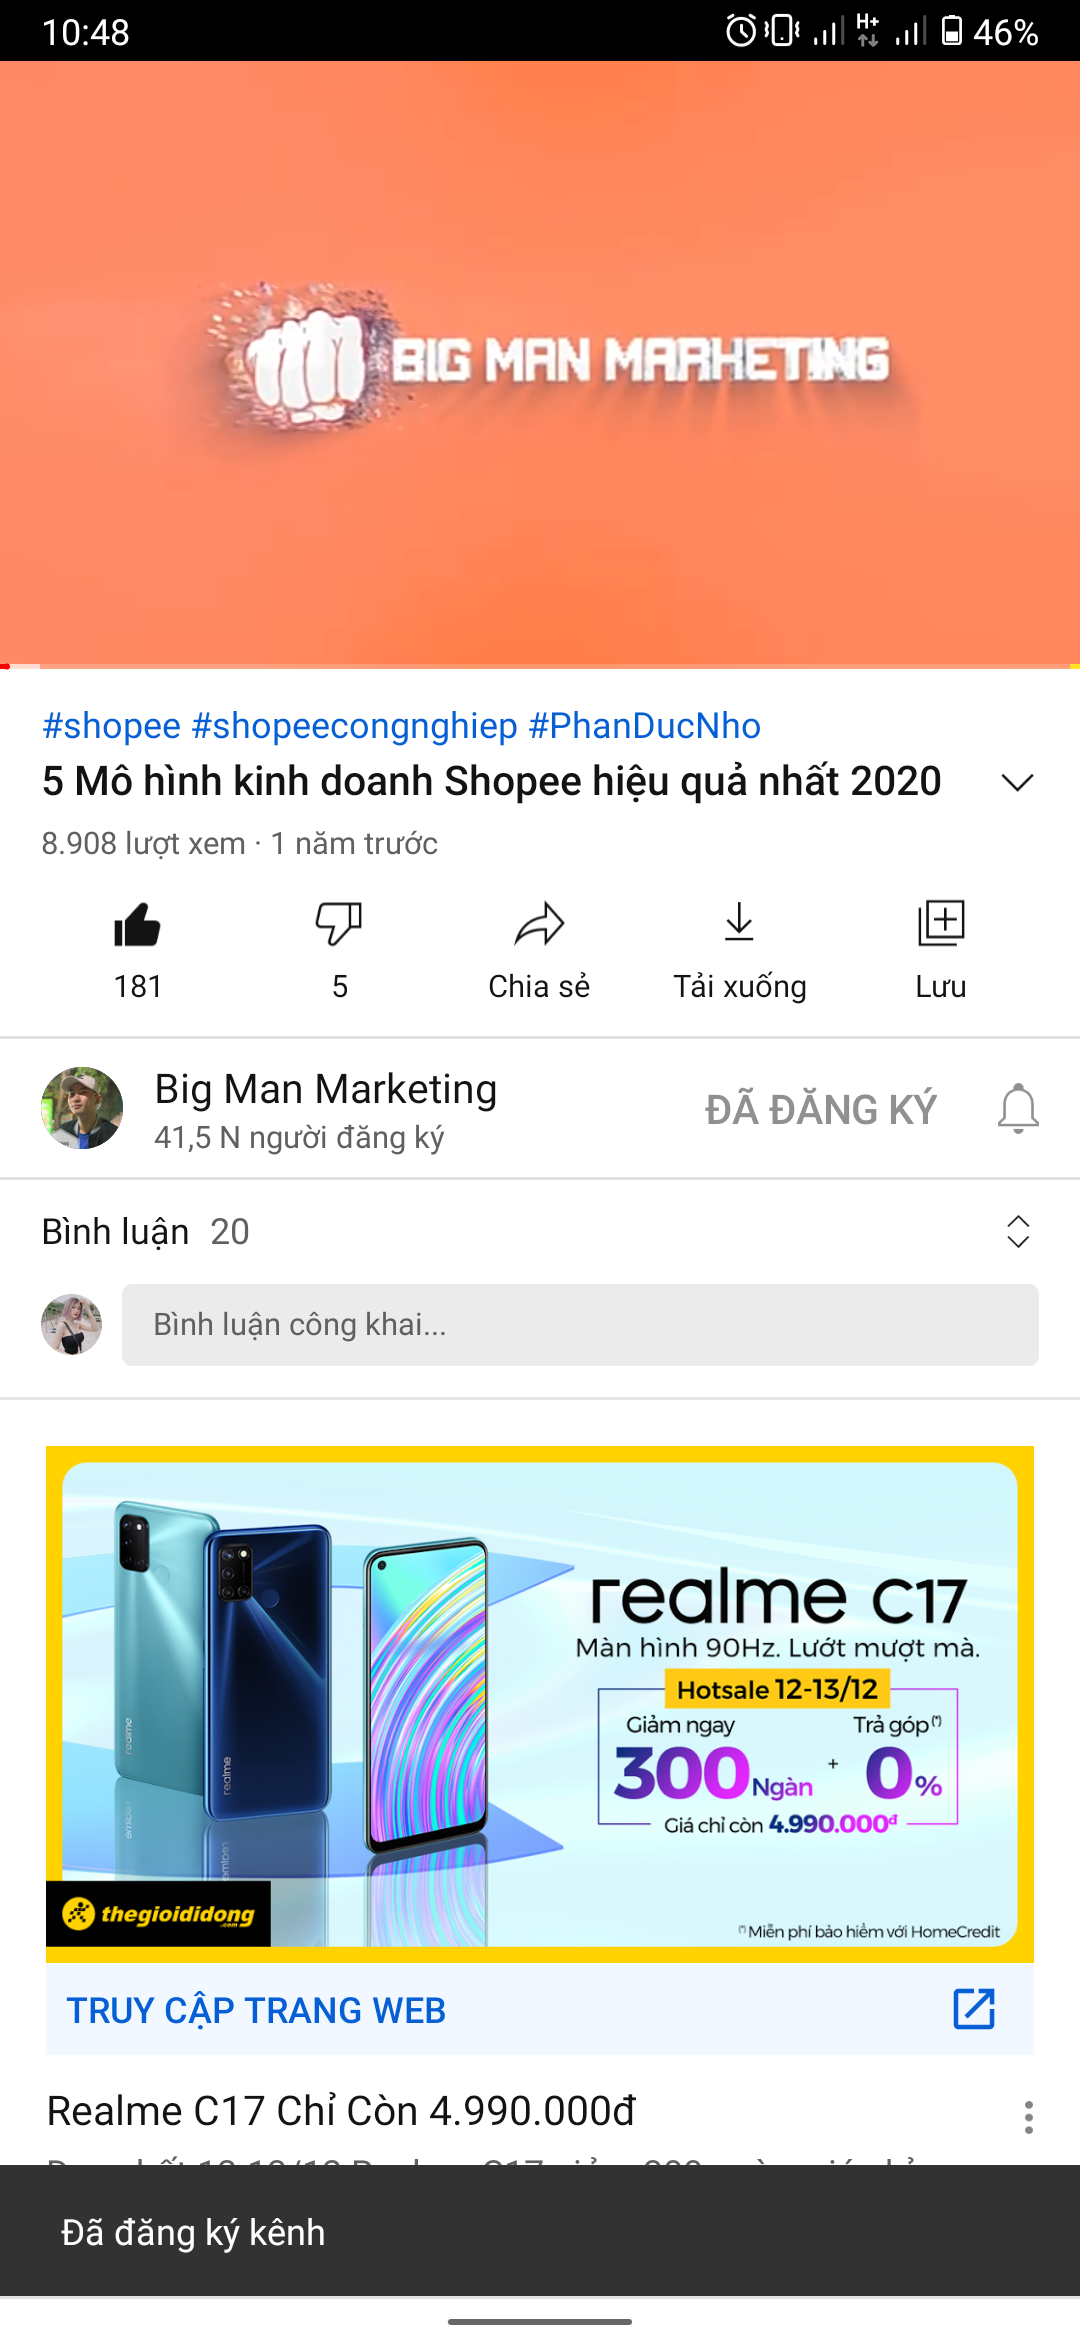 10:48
H+
46%
BIG MAN MARKETING
#shopee #shopeecongnghiep #PhanDucNho
5 Mô hình kinh doanh Shopee hiệu quả nhất 2020
8.908 lượt xem · 1 năm trước
181
5
Chia sẻ
Tải xuống
Lưu
Big Man Marketing
41,5 N người đăng ký
ĐÃ ĐĂNG KÝ
Bình luận 20
Bình luận công khai...
realme
realme
realme C17
Màn hình 90Hz. Lướt mượt mà.
Hotsale 12-13/12
Giảm ngay
300 Ngàn
+
Trả góp(*)
0%
Giá chỉ còn 4.990.000đ
thegioididong
.com
(*) Miễn phí bảo hiểm với HomeCredit
TRUY CẬP TRANG WEB
Realme C17 Chỉ Còn 4.990.000đ
Đã đăng ký kênh